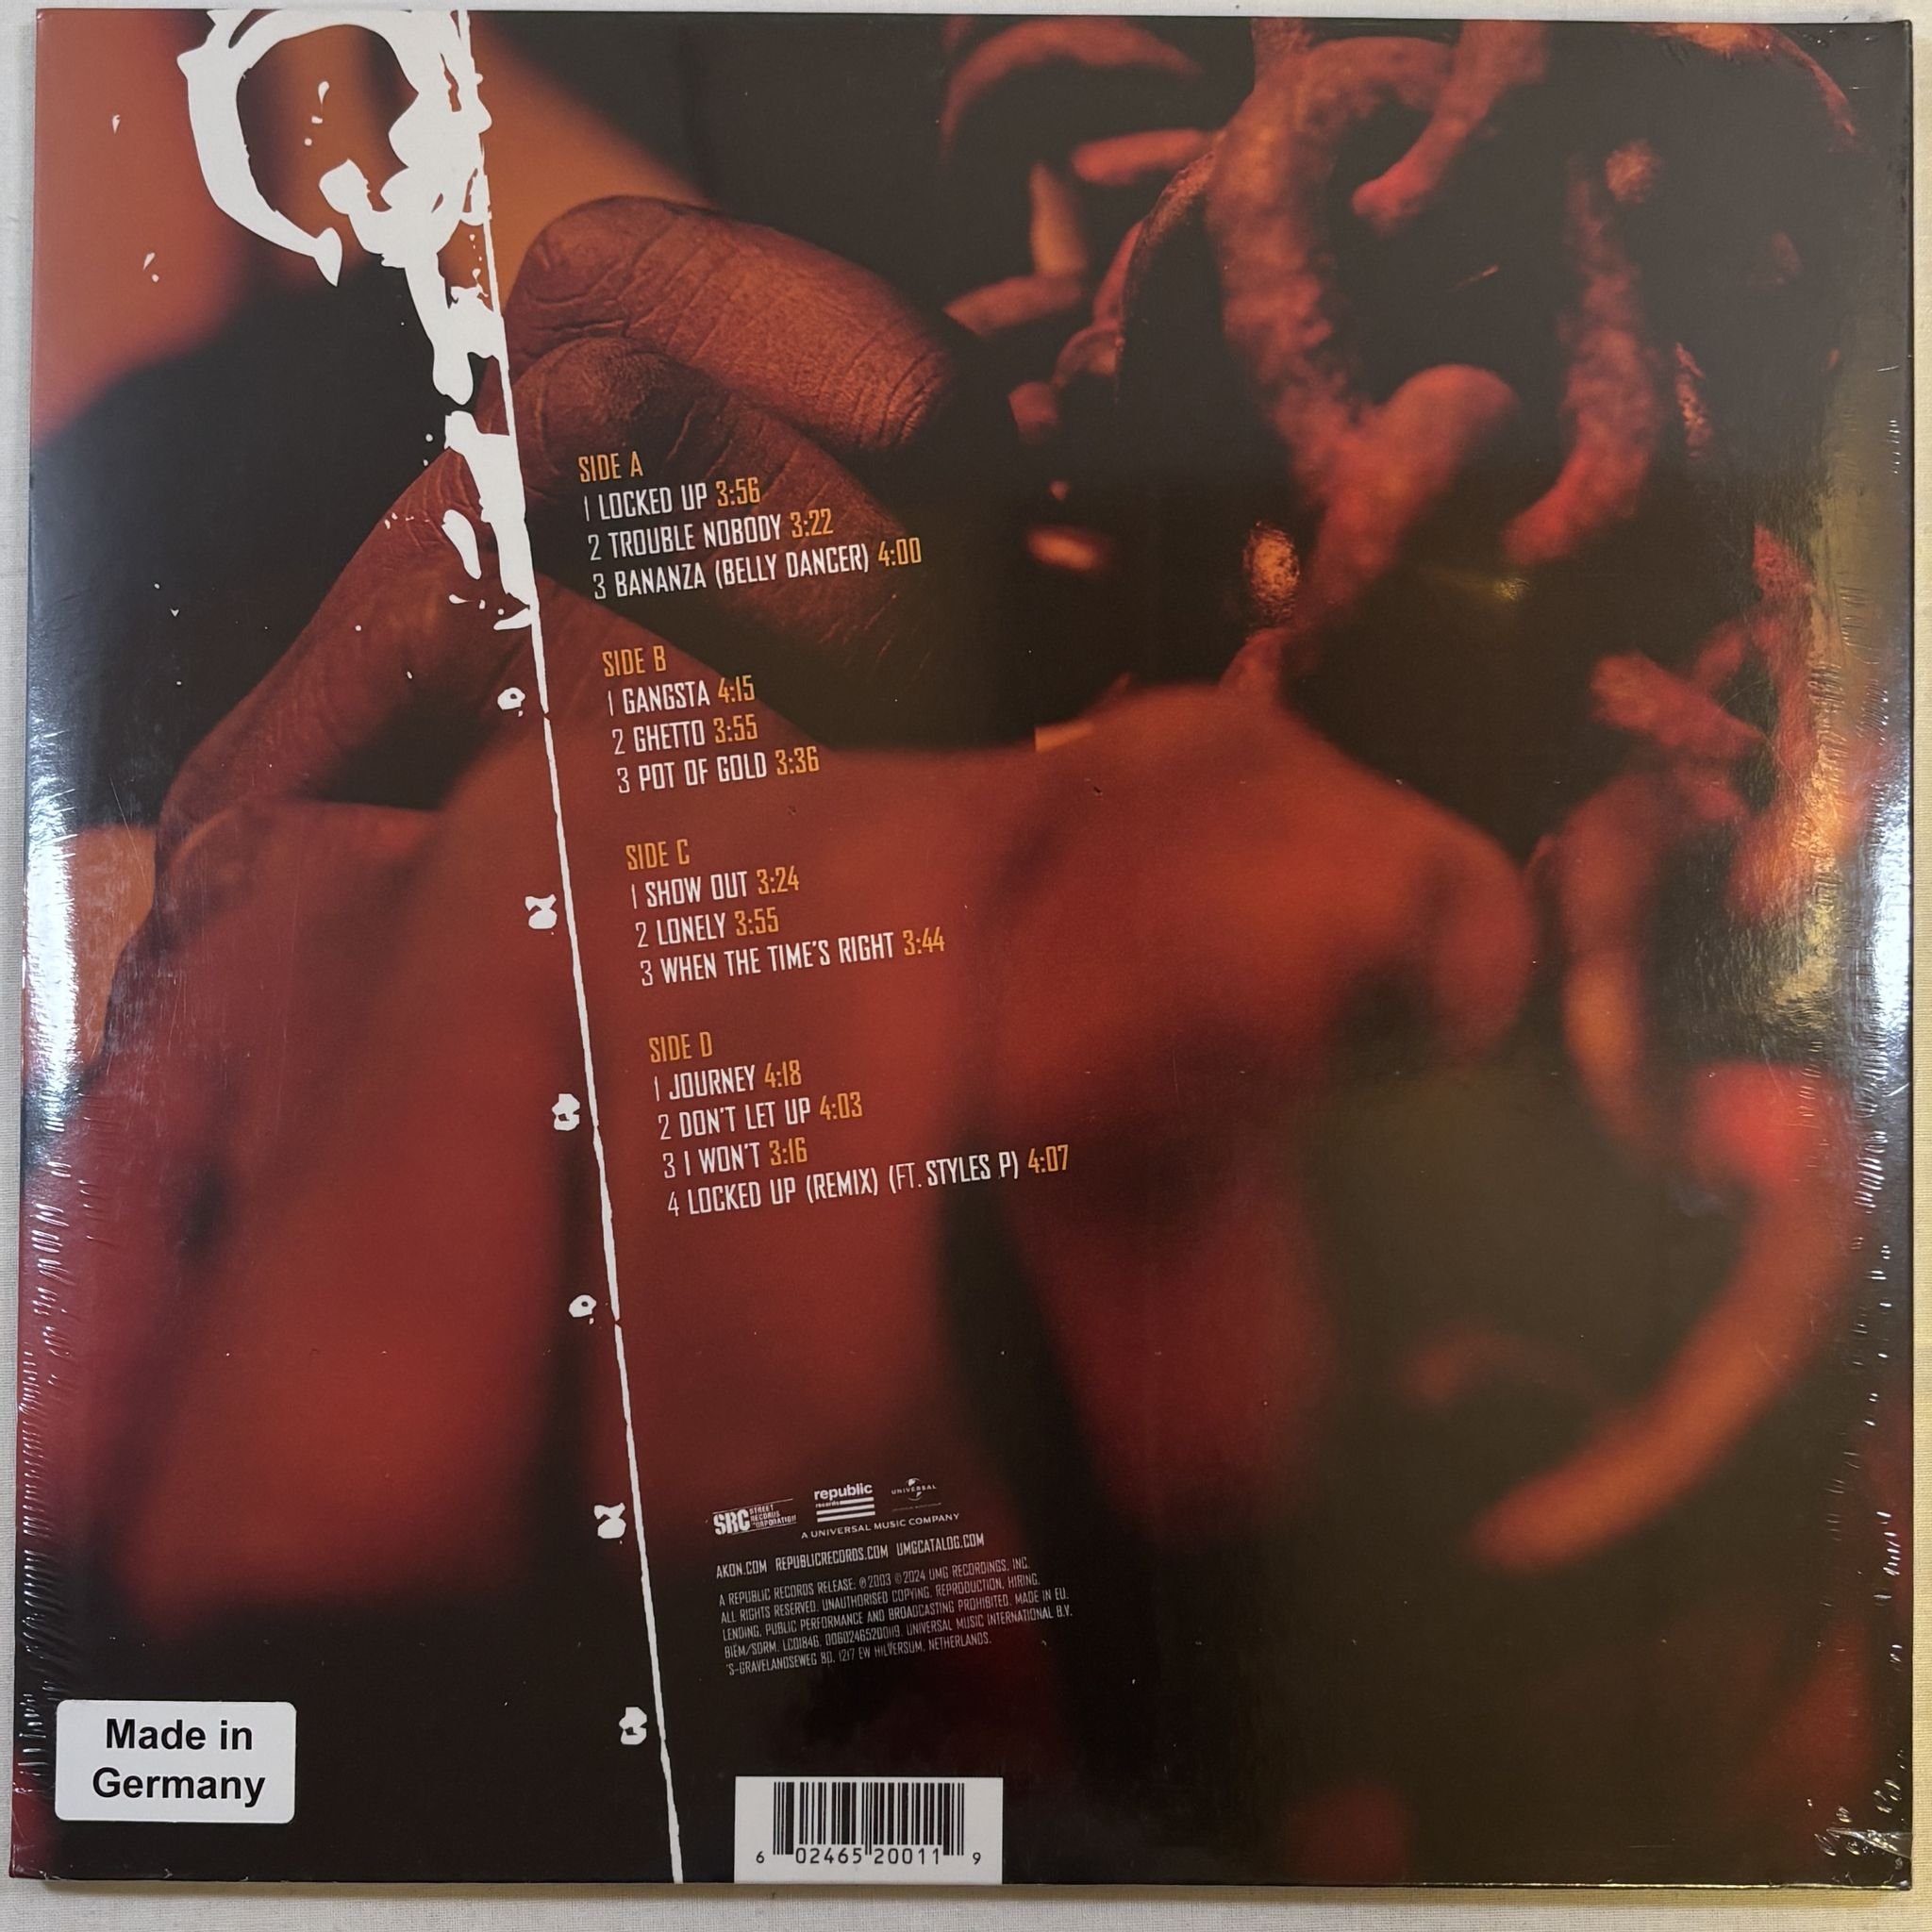 SIDE A
1 LOCKED UP 3:56
2 TROUBLE NOBODY 3:22
3 BANANZA (BELLY DANCER) 4:00
SIDE B
1 GANGSTA 4:15
2 GHETTO 3:55
3 POT OF GOLD 3:36
SIDE C
1 SHOW OUT 3:24
2 LONELY 3:55
3 WHEN THE TIME'S RIGHT 3:44
SIDE D
1 JOURNEY 4:18
2 DON'T LET UP 4:03
3 I WON'T 3:16
4 LOCKED UP (REMIX) (FT. STYLES P) 4:07
SRC STREET RECORDS CORPORATION
republic records
UNIVERSAL
A UNIVERSAL MUSIC COMPANY
AKON.COM REPUBLICRECORDS.COM UMGCATALOG.COM
A REPUBLIC RECORDS RELEASE. ℗ 2003 © 2024 UMG RECORDINGS, INC.
ALL RIGHTS RESERVED. UNAUTHORISED COPYING, REPRODUCTION, HIRING,
LENDING, PUBLIC PERFORMANCE AND BROADCASTING PROHIBITED. MADE IN EU.
BIEM/SDRM. LC01846. 00602465200119. UNIVERSAL MUSIC INTERNATIONAL B.V.
'S-GRAVELANDSEWEG 80, 1217 EW HILVERSUM, NETHERLANDS.
Made in
Germany
6 02465 20011 9